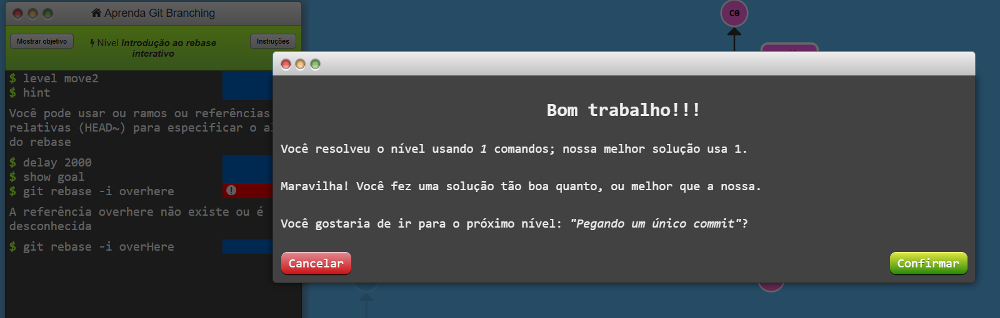 Aprenda Git Branching
Mostrar objetivo
Nível Introdução ao rebase
interativo
Instruções
$ level move2
$ hint
Você pode usar ou ramos ou referências
relativas (HEAD~) para especificar o
do rebase
$ delay 2000
$ show goal
$ git rebase -i overhere
A referência overhere não existe ou é
desconhecida
$ git rebase -i overHere
C0
Bom trabalho!!!
Você resolveu o nível usando 1 comandos; nossa melhor solução usa 1.
Maravilha! Você fez uma solução tão boa quanto, ou melhor que a nossa.
Você gostaria de ir para o próximo nível: "Pegando um único commit"?
Cancelar
Confirmar